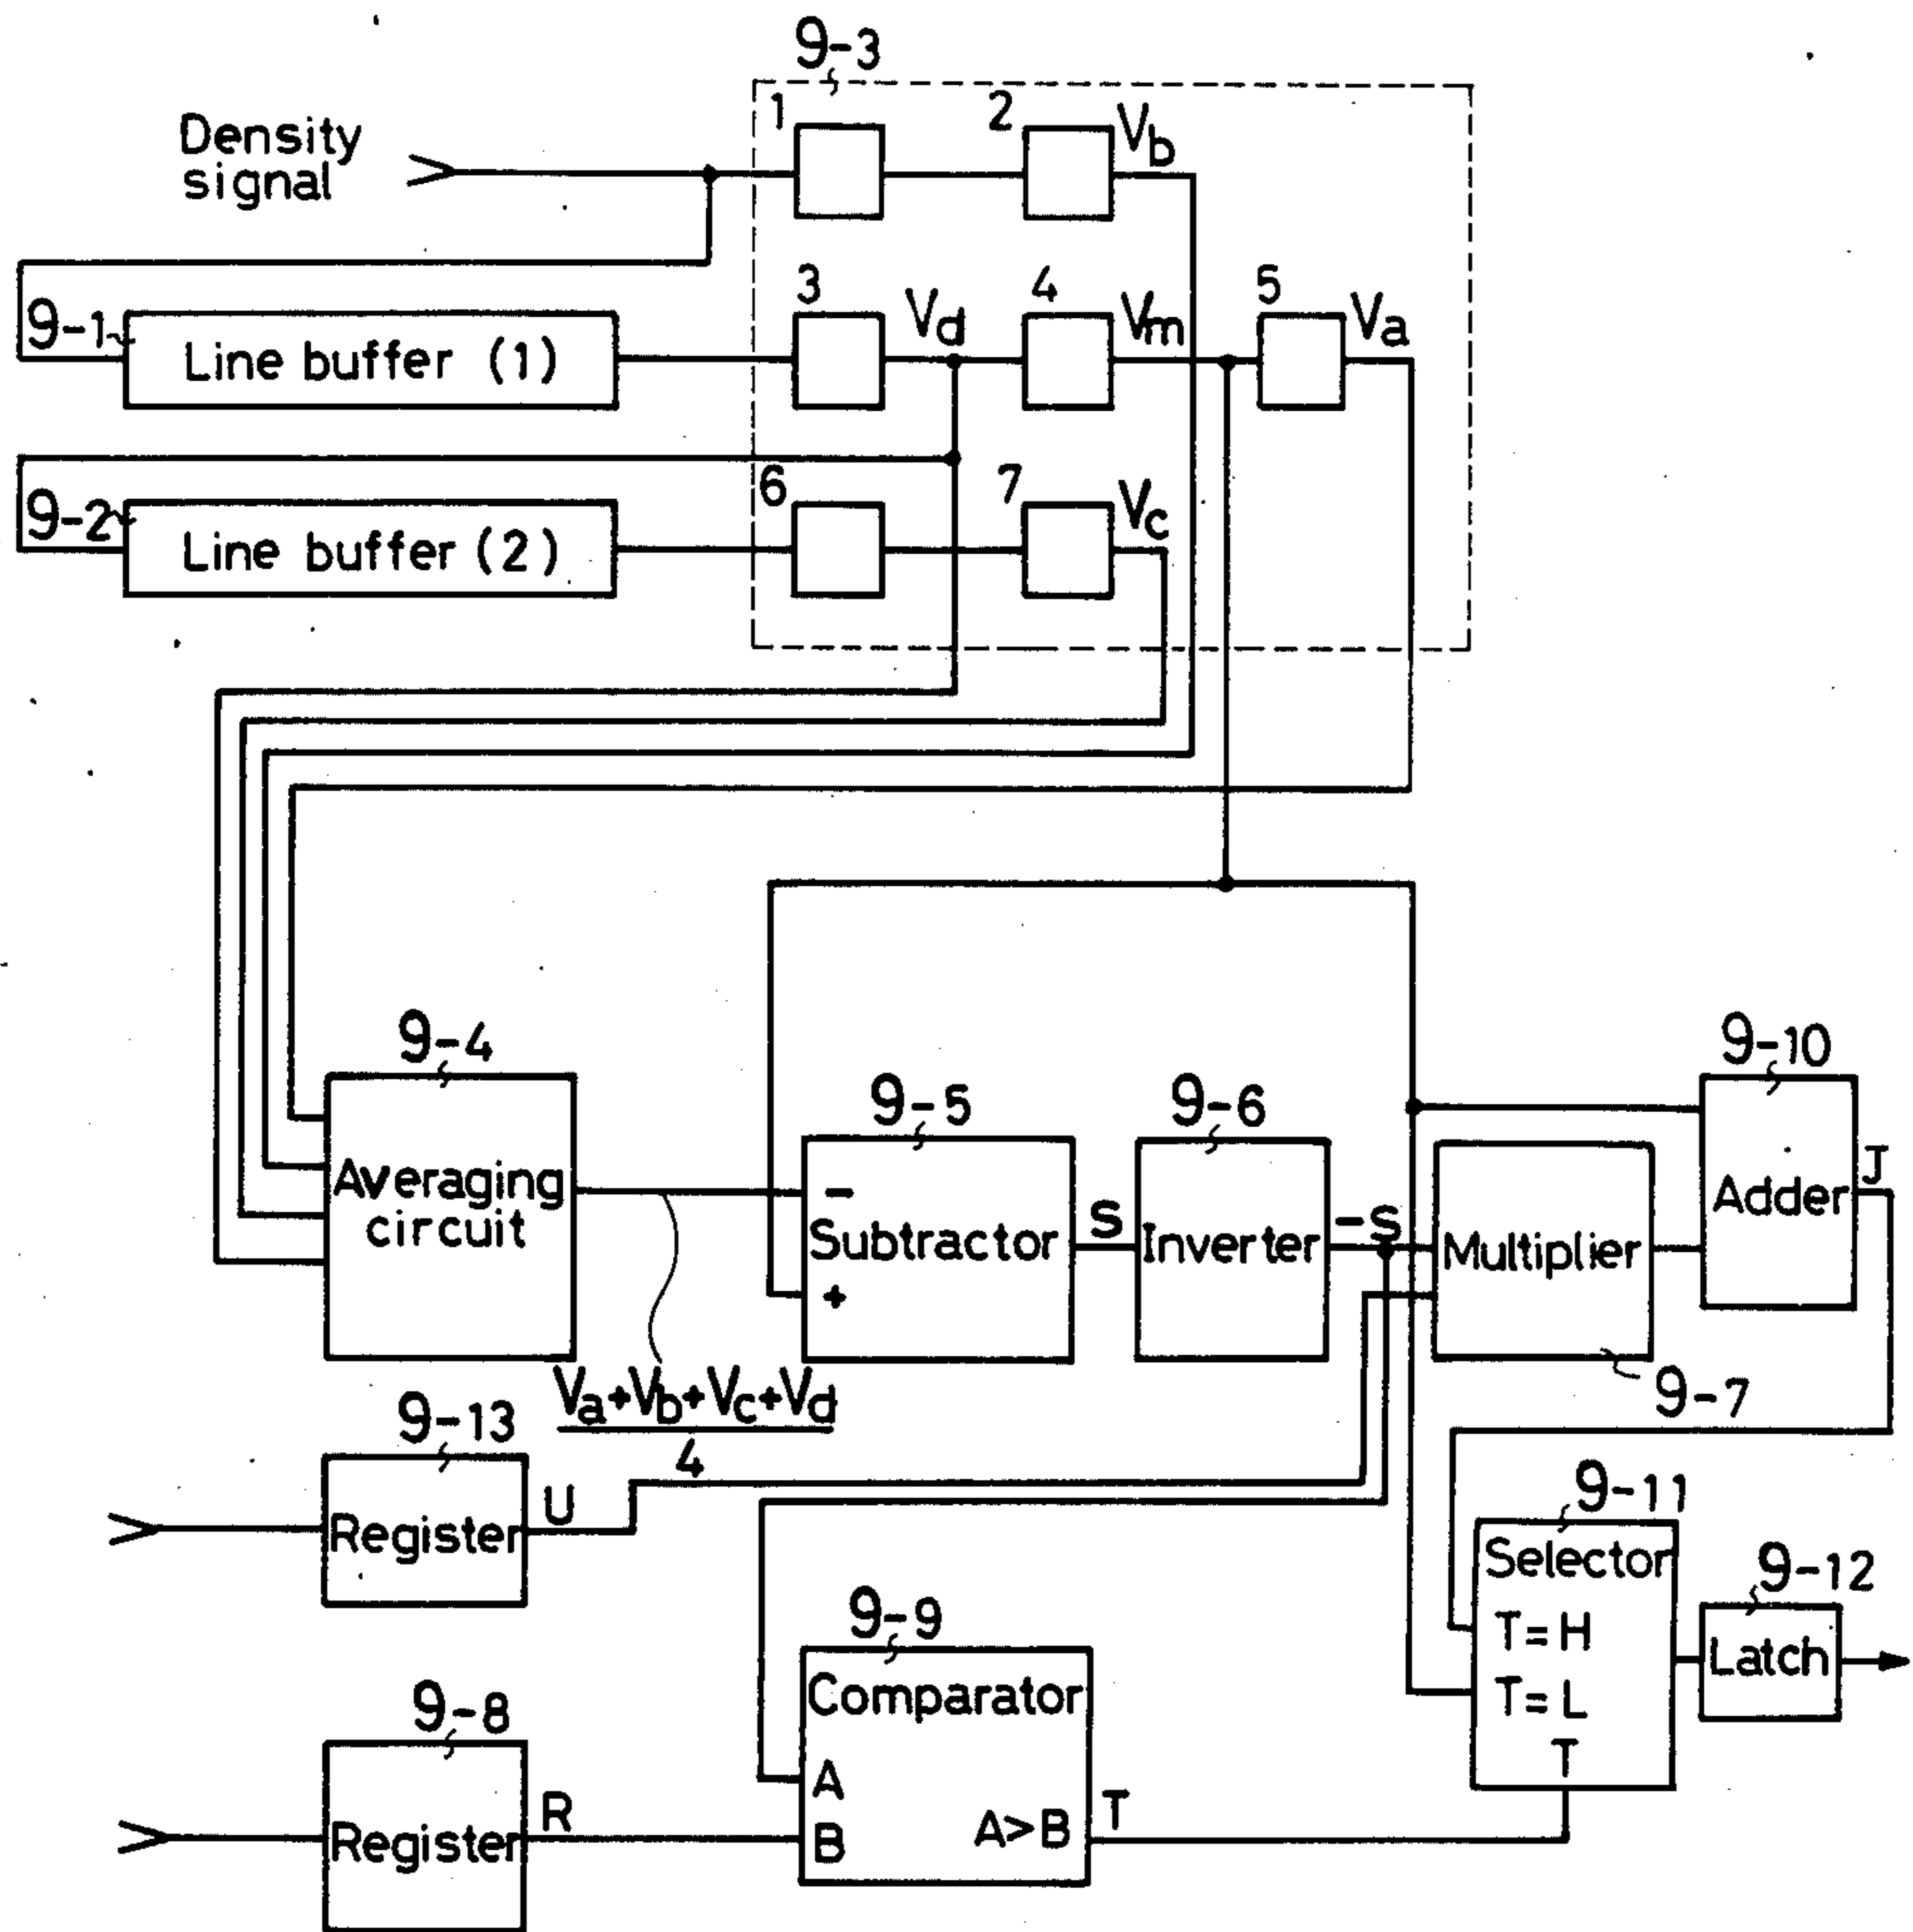 9-3
Density
signal
1
2
Vb
3
Vd
4
Vm
5
Va
9-1
Line buffer (1)
6
7
Vc
9-2
Line buffer (2)
9-4
Averaging
circuit
9-5
-
Subtractor
+
S
9-6
Inverter
-S
Multiplier
9-7
9-10
Adder
J
Va+Vb+Vc+Vd
4
9-13
Register
U
9-8
Register
R
9-9
Comparator
A
B
A>B
T
9-11
Selector
T=H
T=L
T
9-12
Latch